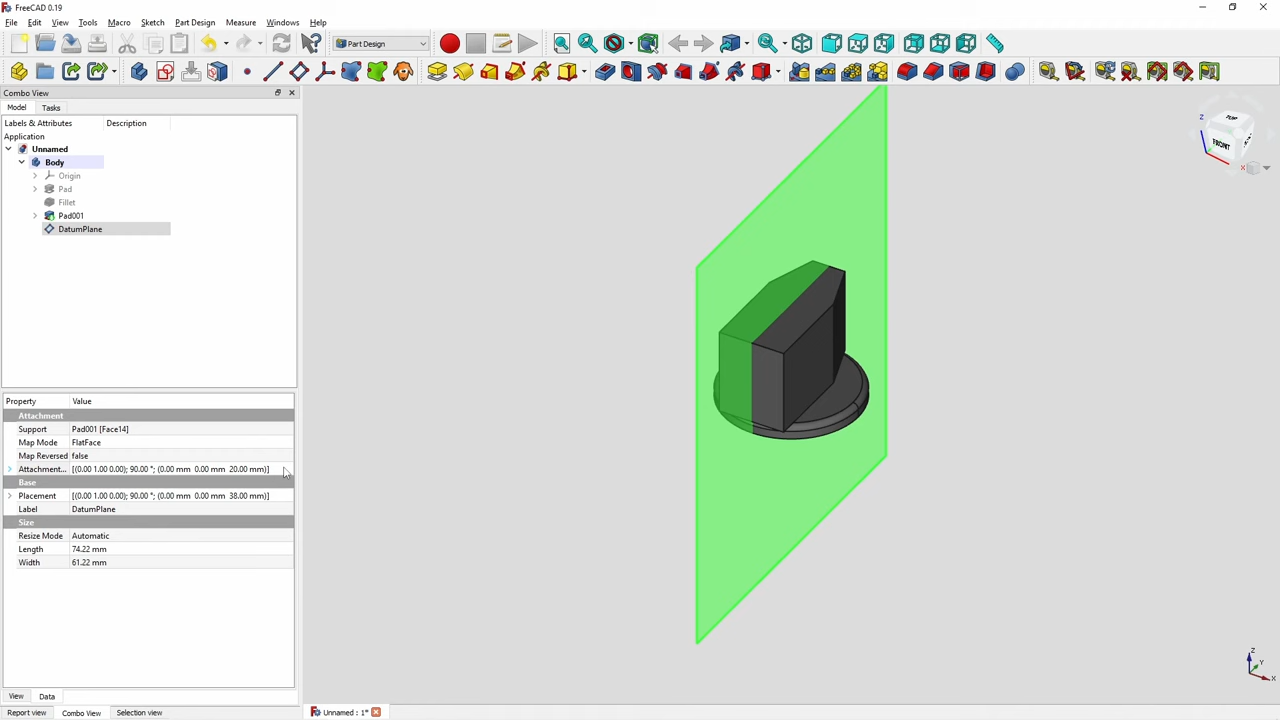 FreeCAD 0.19
File Edit View Tools Macro Sketch Part Design Measure Windows Help
Part Design
Combo View
Model Tasks
Labels & Attributes Description
Application
Unnamed
Body
Origin
Pad
Fillet
Pad001
DatumPlane
Property Value
Attachment
Support Pad001 [Face14]
Map Mode FlatFace
Map Reversed false
Attachment... [(0.00 1.00 0.00); 90.00 °; (0.00 mm 0.00 mm 20.00 mm)]
Base
Placement [(0.00 1.00 0.00); 90.00 °; (0.00 mm 0.00 mm 38.00 mm)]
Label DatumPlane
Size
Resize Mode Automatic
Length 74.22 mm
Width 61.22 mm
View Data
Report view Combo View Selection view
Unnamed : 1*
Z
TOP
FRONT
X
Z
Y
X